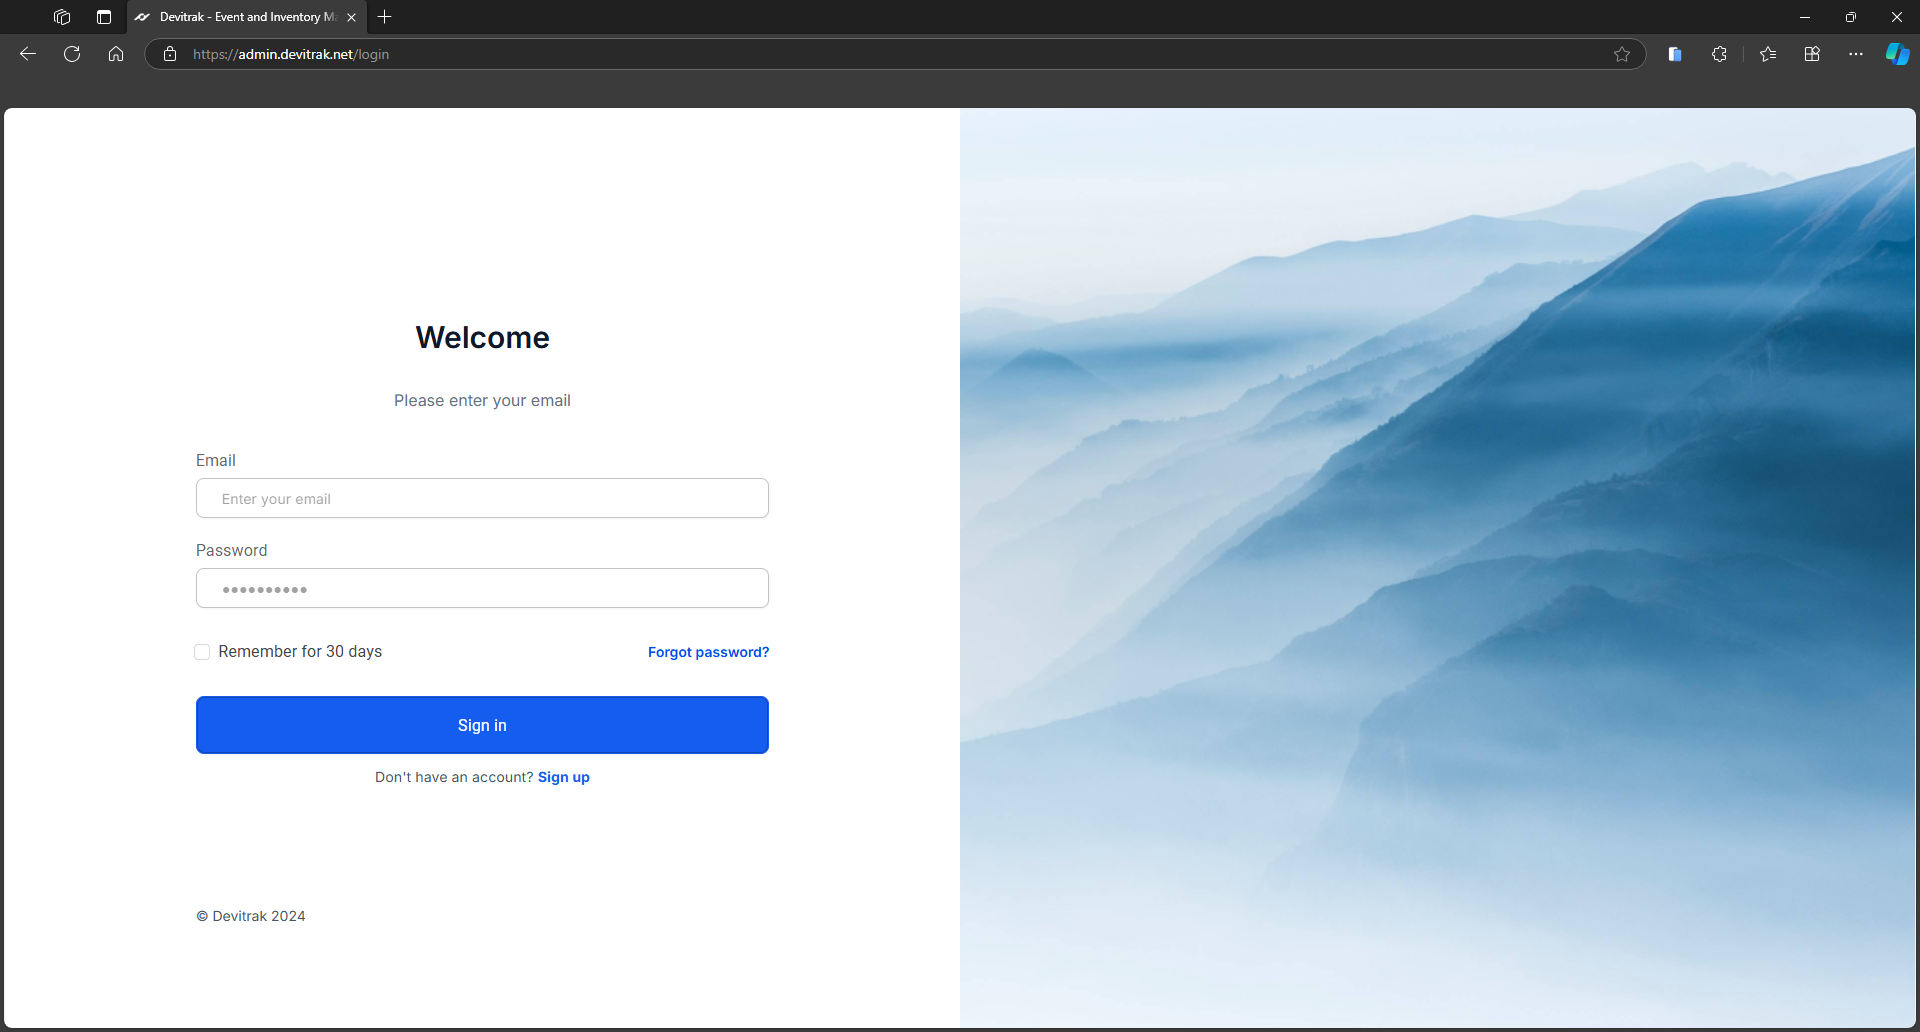 Devitrak - Event and Inventory Ma
https://admin.devitrak.net/login
Welcome
Please enter your email
Email
Enter your email
Password
Remember for 30 days
Forgot password?
Sign in
Don't have an account? Sign up
© Devitrak 2024